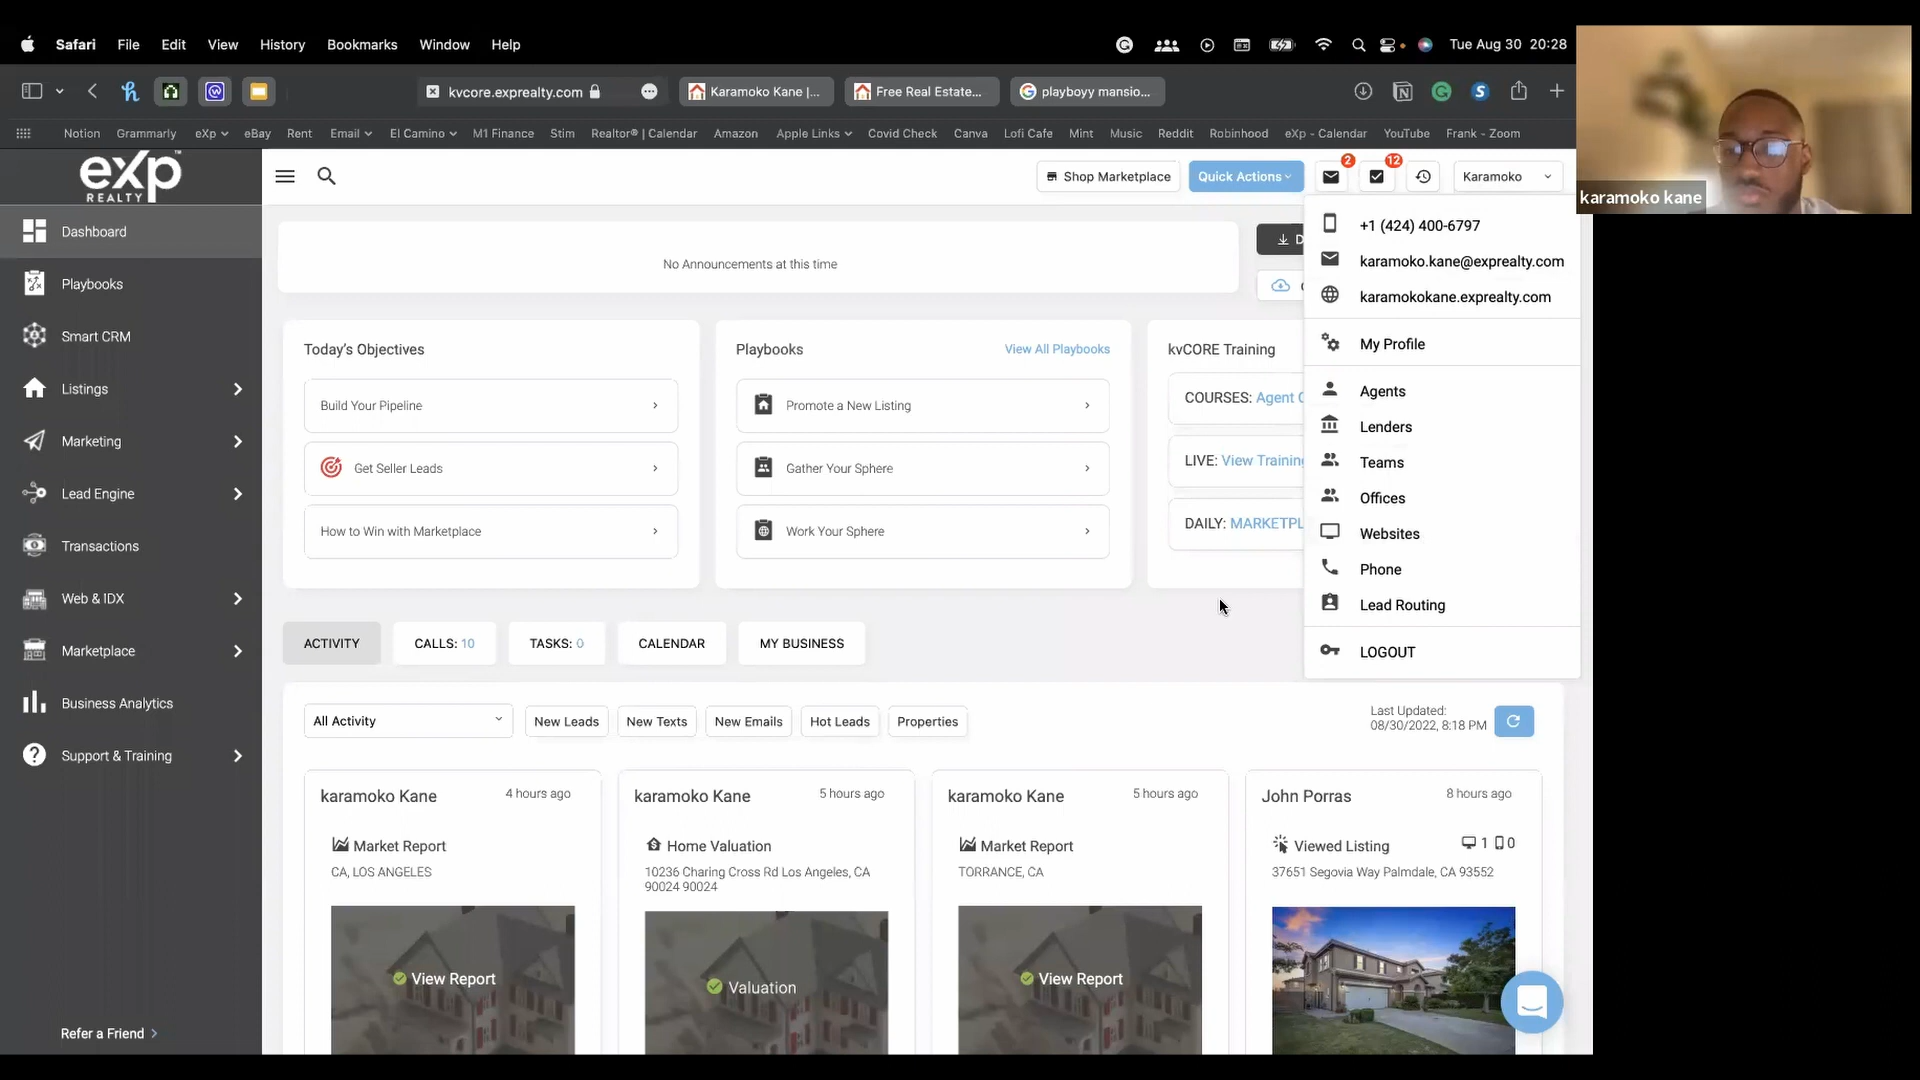 Safari File Edit View History Bookmarks Window Help
Tue Aug 30 20:28
kvcore.exprealty.com
Karamoko Kane |...
Free Real Estate...
playboyy mansio...
Notion Grammarly eXp eBay Rent Email El Camino M1 Finance Stim Realtor® | Calendar Amazon Apple Links Covid Check Canva Lofi Cafe Mint Music Reddit Robinhood eXp - Calendar YouTube Frank - Zoom
karamoko kane
eXp
REALTY
Shop Marketplace
Quick Actions
2
12
Karamoko
Dashboard
Playbooks
Smart CRM
Listings
Marketing
Lead Engine
Transactions
Web & IDX
Marketplace
Business Analytics
Support & Training
Refer a Friend
No Announcements at this time
D
+1 (424) 400-6797
karamoko.kane@exprealty.com
karamokokane.exprealty.com
My Profile
Agents
Lenders
Teams
Offices
Websites
Phone
Lead Routing
LOGOUT
Today's Objectives
Build Your Pipeline
Get Seller Leads
How to Win with Marketplace
Playbooks
View All Playbooks
Promote a New Listing
Gather Your Sphere
Work Your Sphere
kvCORE Training
COURSES: Agent
LIVE: View Training
DAILY: MARKETPL
ACTIVITY
CALLS: 10
TASKS: 0
CALENDAR
MY BUSINESS
All Activity
New Leads
New Texts
New Emails
Hot Leads
Properties
Last Updated:
08/30/2022, 8:18 PM
karamoko Kane
4 hours ago
Market Report
CA, LOS ANGELES
View Report
karamoko Kane
5 hours ago
Home Valuation
10236 Charing Cross Rd Los Angeles, CA
90024 90024
Valuation
karamoko Kane
5 hours ago
Market Report
TORRANCE, CA
View Report
John Porras
8 hours ago
Viewed Listing
1 0
37651 Segovia Way Palmdale, CA 93552